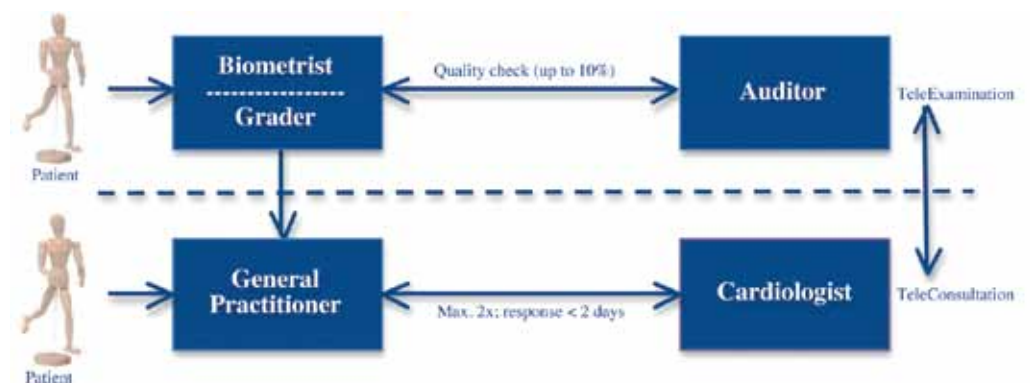 Biometrist
Grader
Quality check (up to 10%)
Auditor
TeleExamination
Patient
General
Practitioner
Max. 2x; response < 2 days
Cardiologist
TeleConsultation
Patient